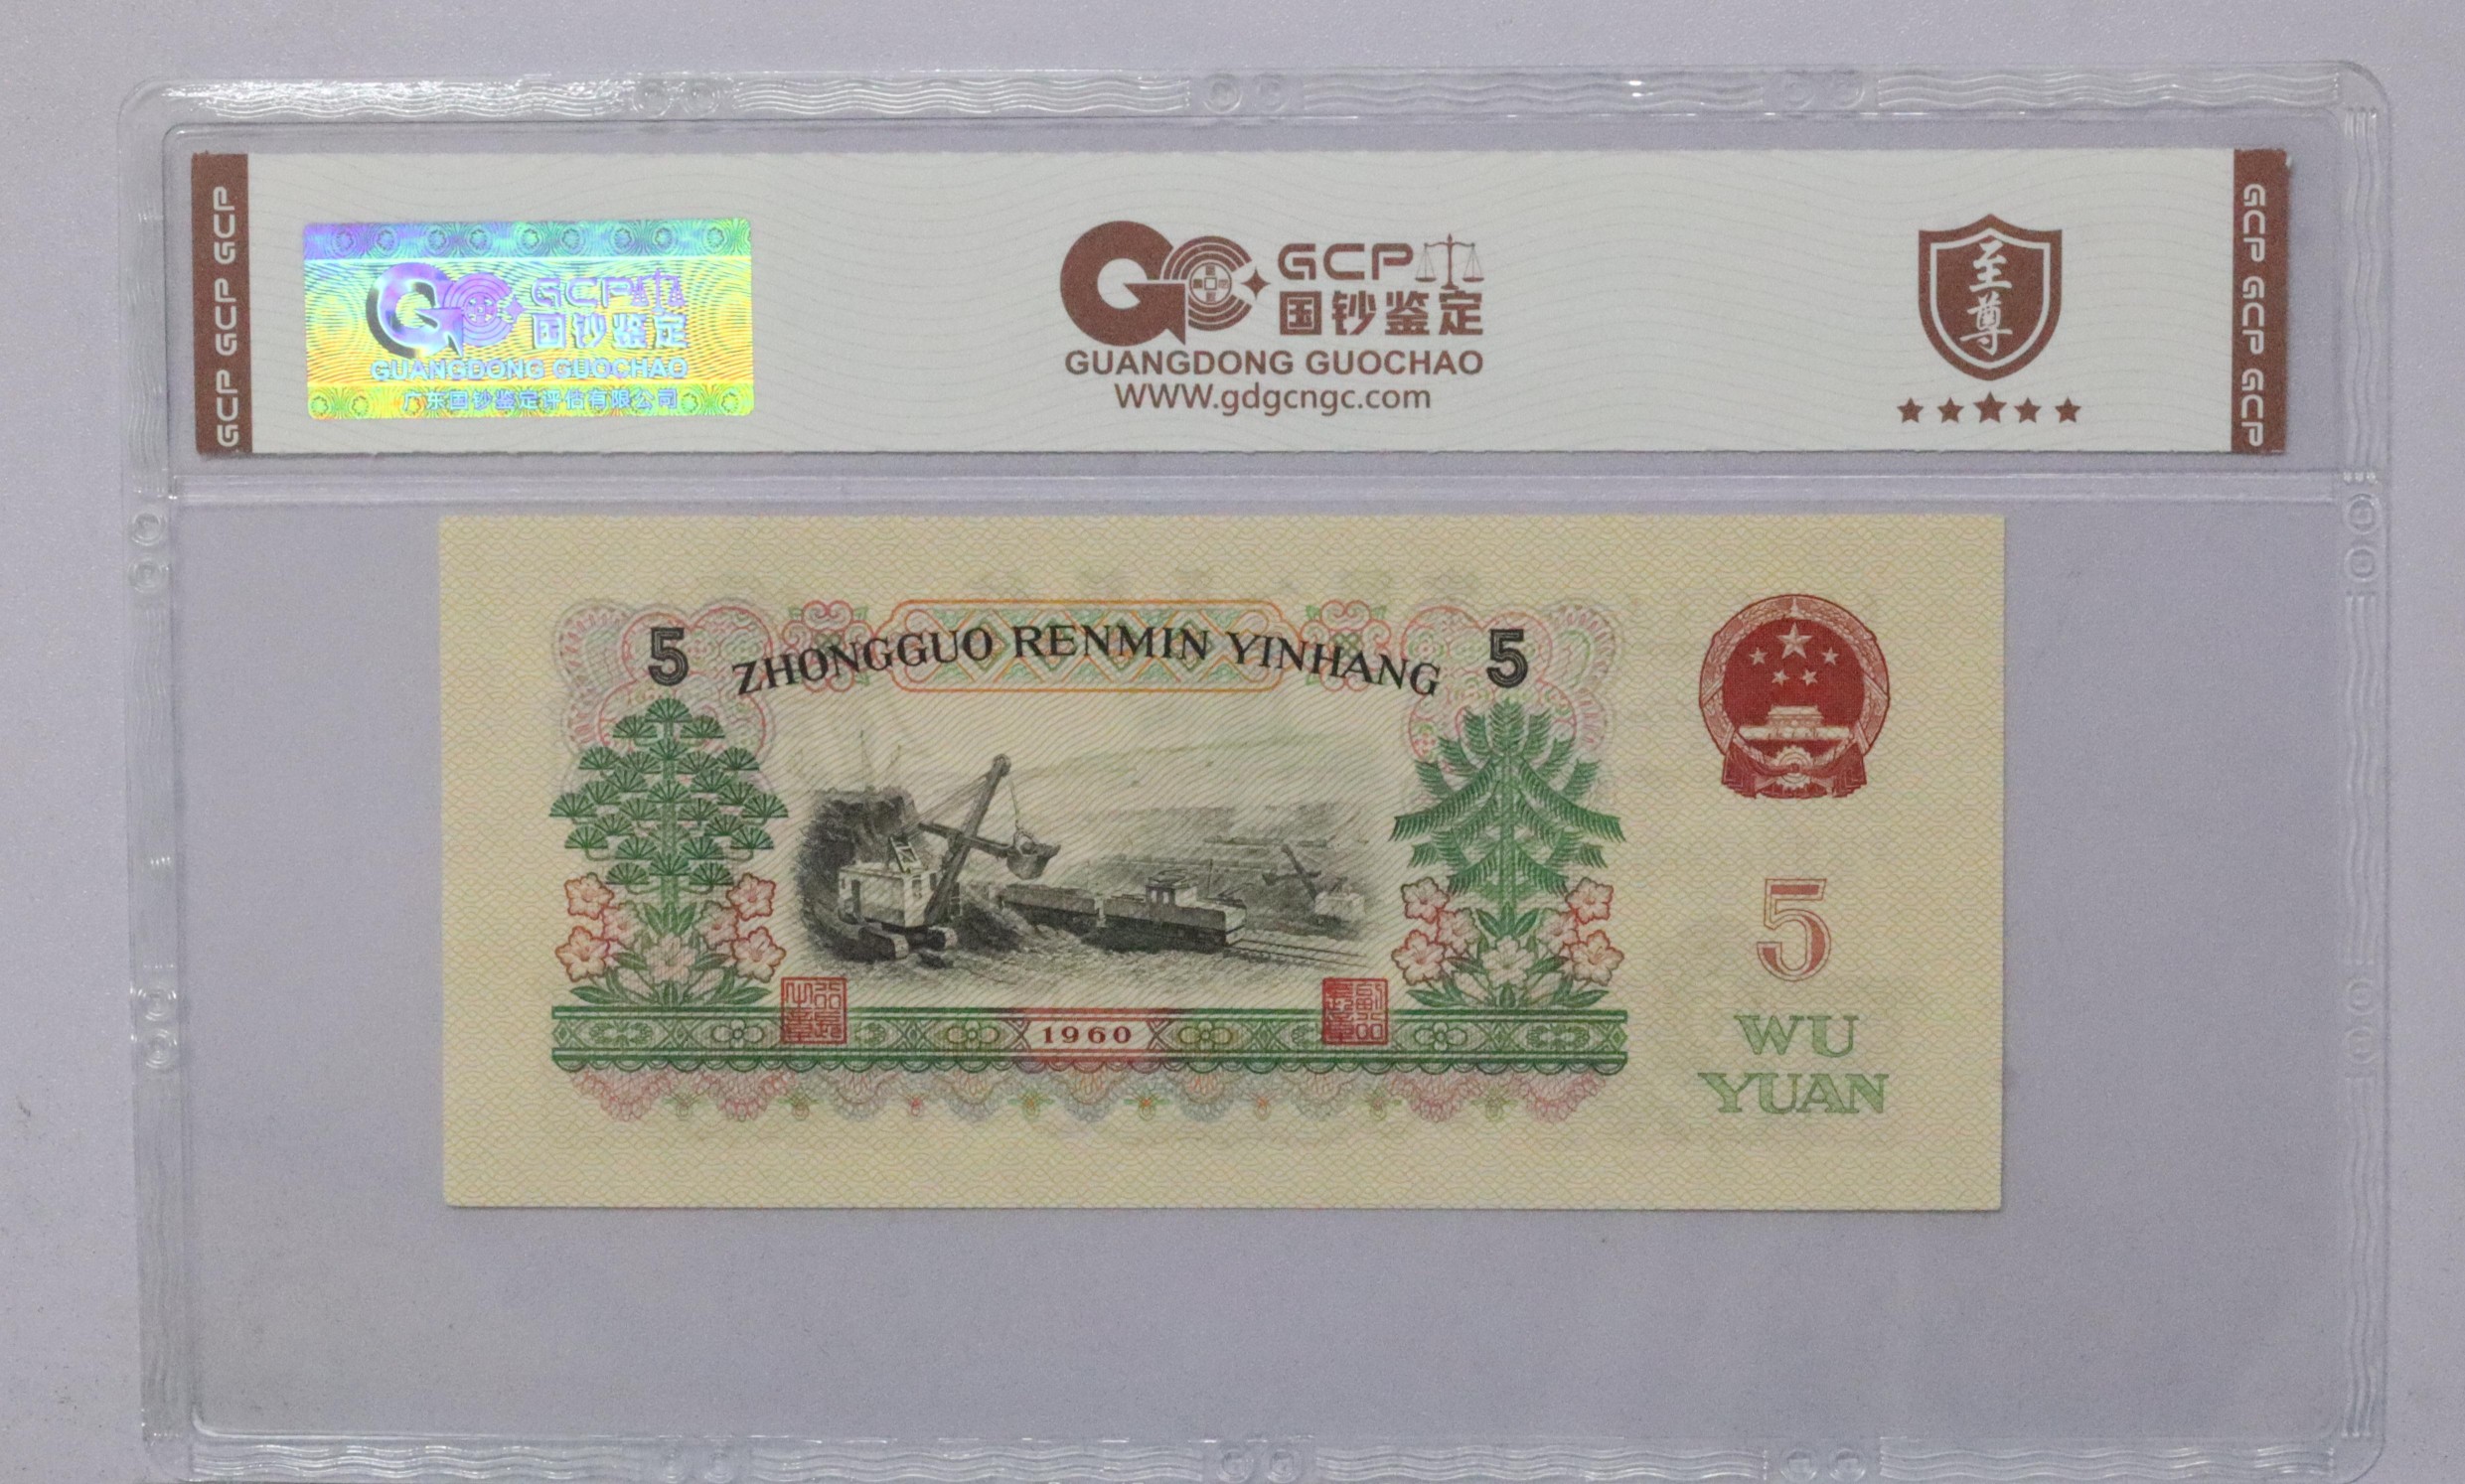 GCP GCP GCP
GCP
国钞鉴定
GUANGDONG GUOCHAO
广东国钞鉴定评估有限公司
GCP
国钞鉴定
GUANGDONG GUOCHAO
WWW.gdgcngc.com
至尊
GCP GCP GCP
5 ZHONGGUO RENMIN YINHANG 5
1960
5
WU
YUAN